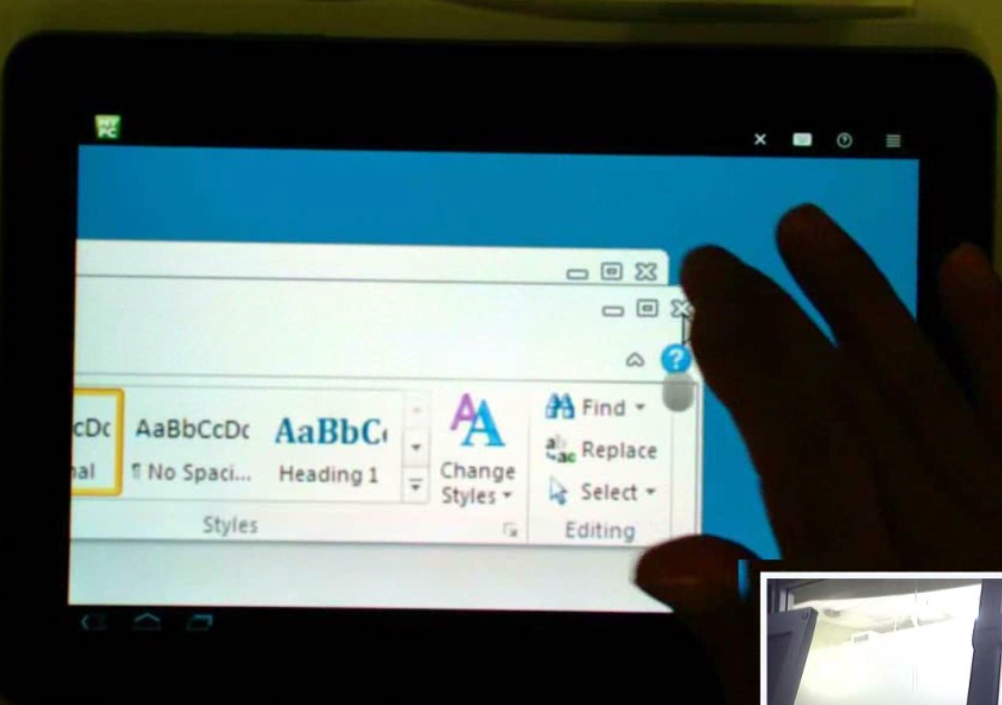 MY
PC
?
?
cDc AaBbCcDc AaBbC
nal ¶ No Spaci... Heading 1
Change
Styles
Styles
Find
Replace
Select
Editing